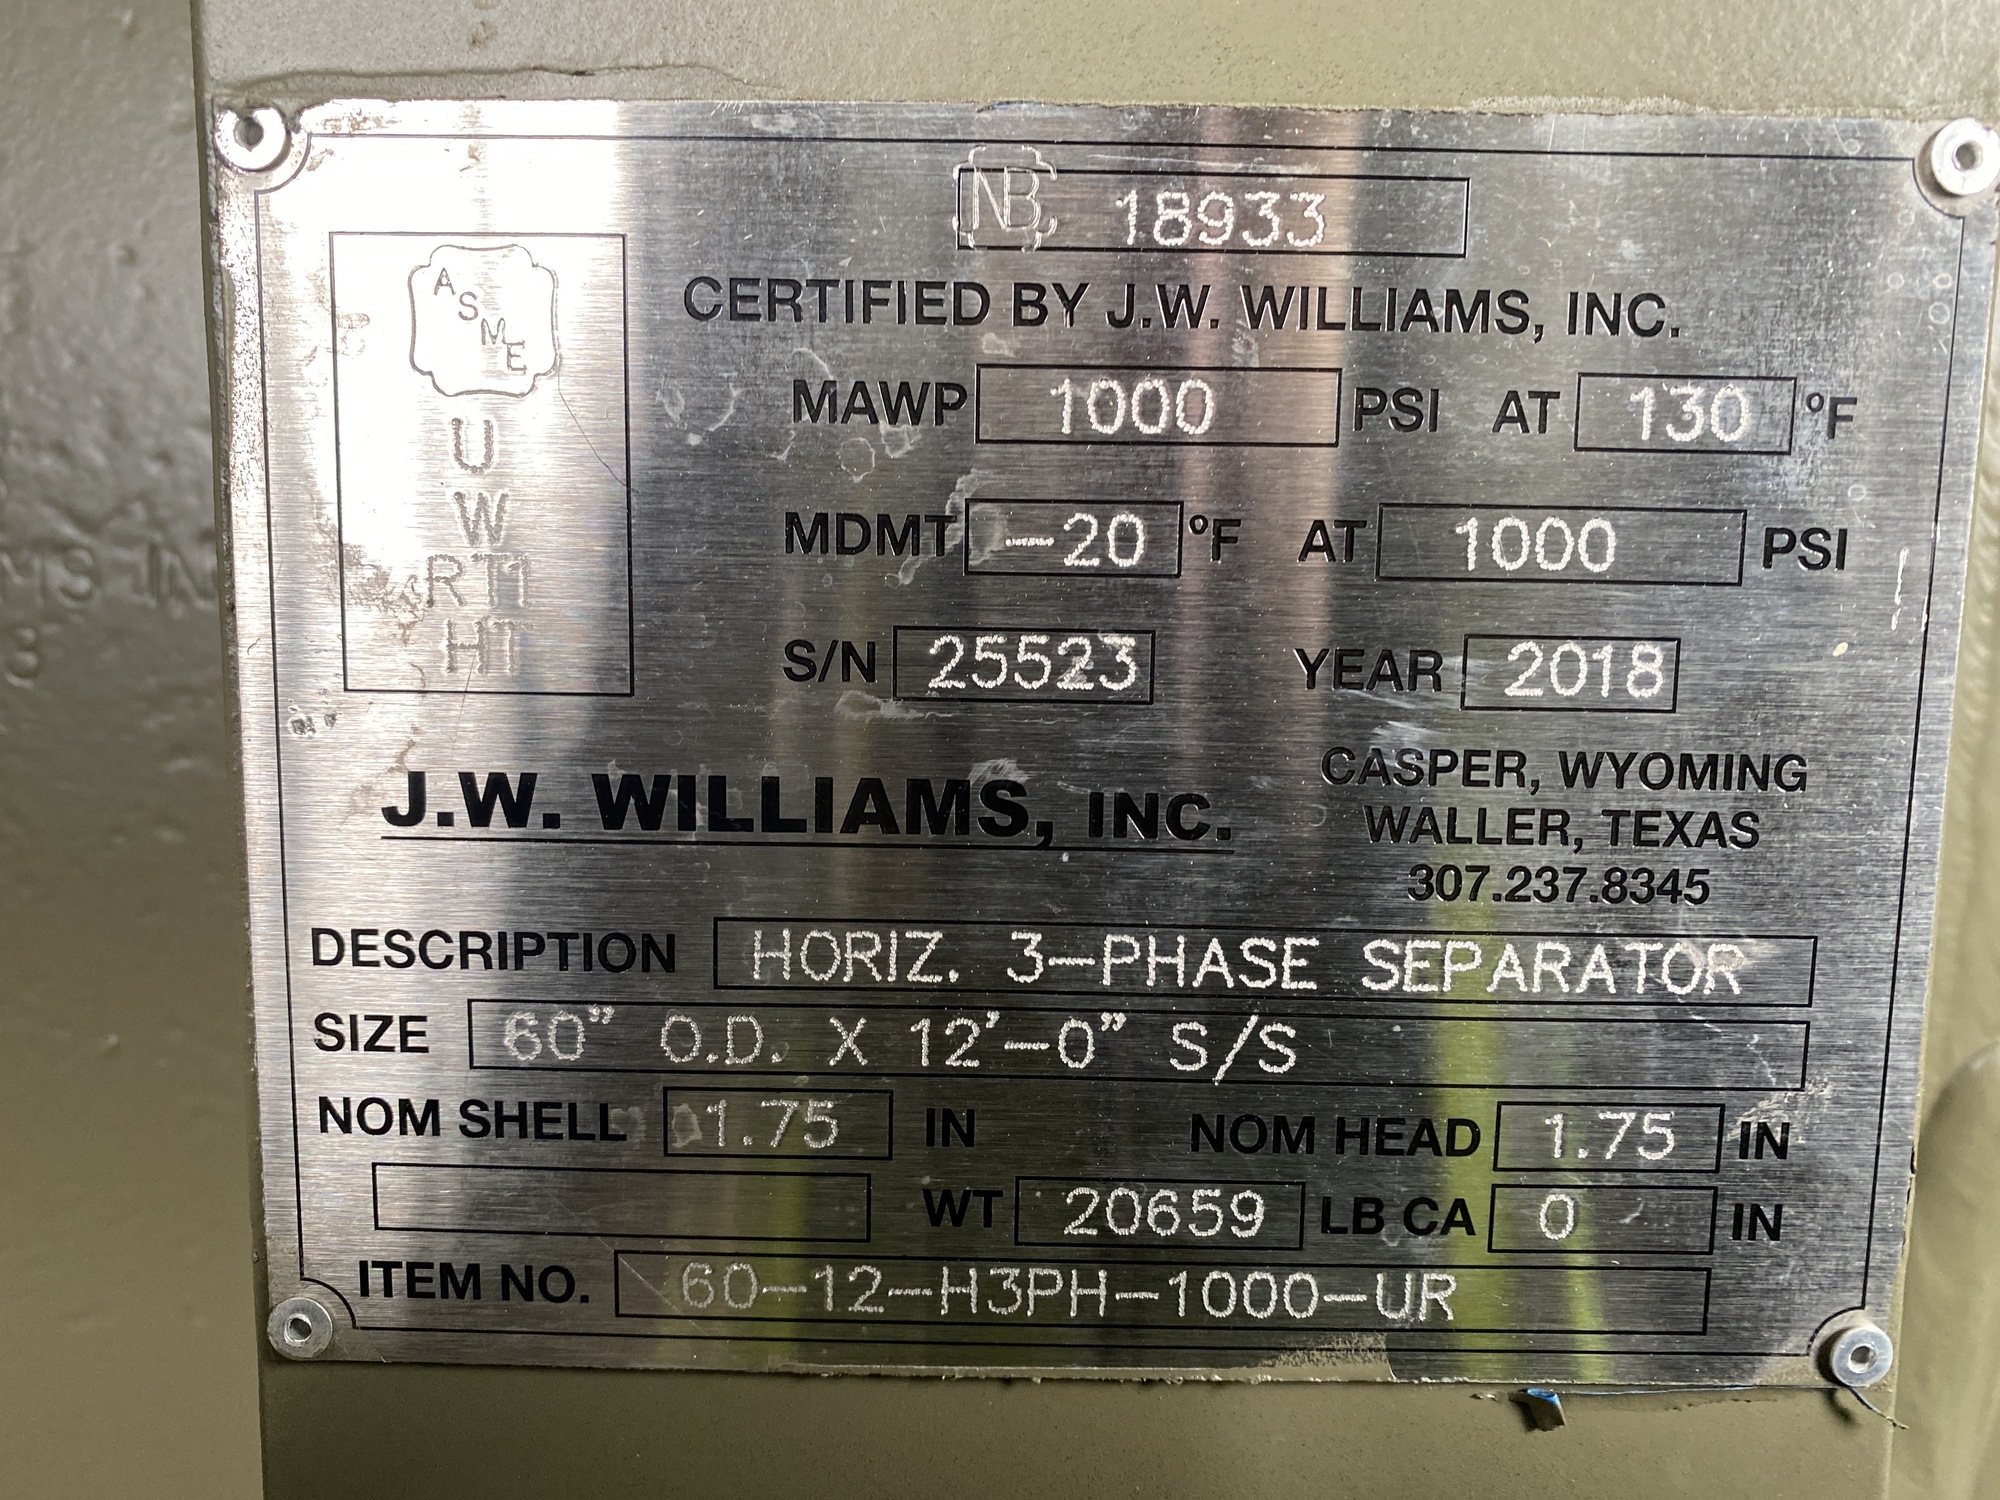 NB 18933
ASME
U
W
RT1
HT
CERTIFIED BY J.W. WILLIAMS, INC.
MAWP 1000 PSI AT 130 °F
MDMT -20 °F AT 1000 PSI
S/N 25523 YEAR 2018
J.W. WILLIAMS, INC.
CASPER, WYOMING
WALLER, TEXAS
307.237.8345
DESCRIPTION HORIZ. 3-PHASE SEPARATOR
SIZE 60" O.D. X 12'-0" S/S
NOM SHELL 1.75 IN NOM HEAD 1.75 IN
WT 20659 LB CA 0 IN
ITEM NO. 60-12-H3PH-1000-UR